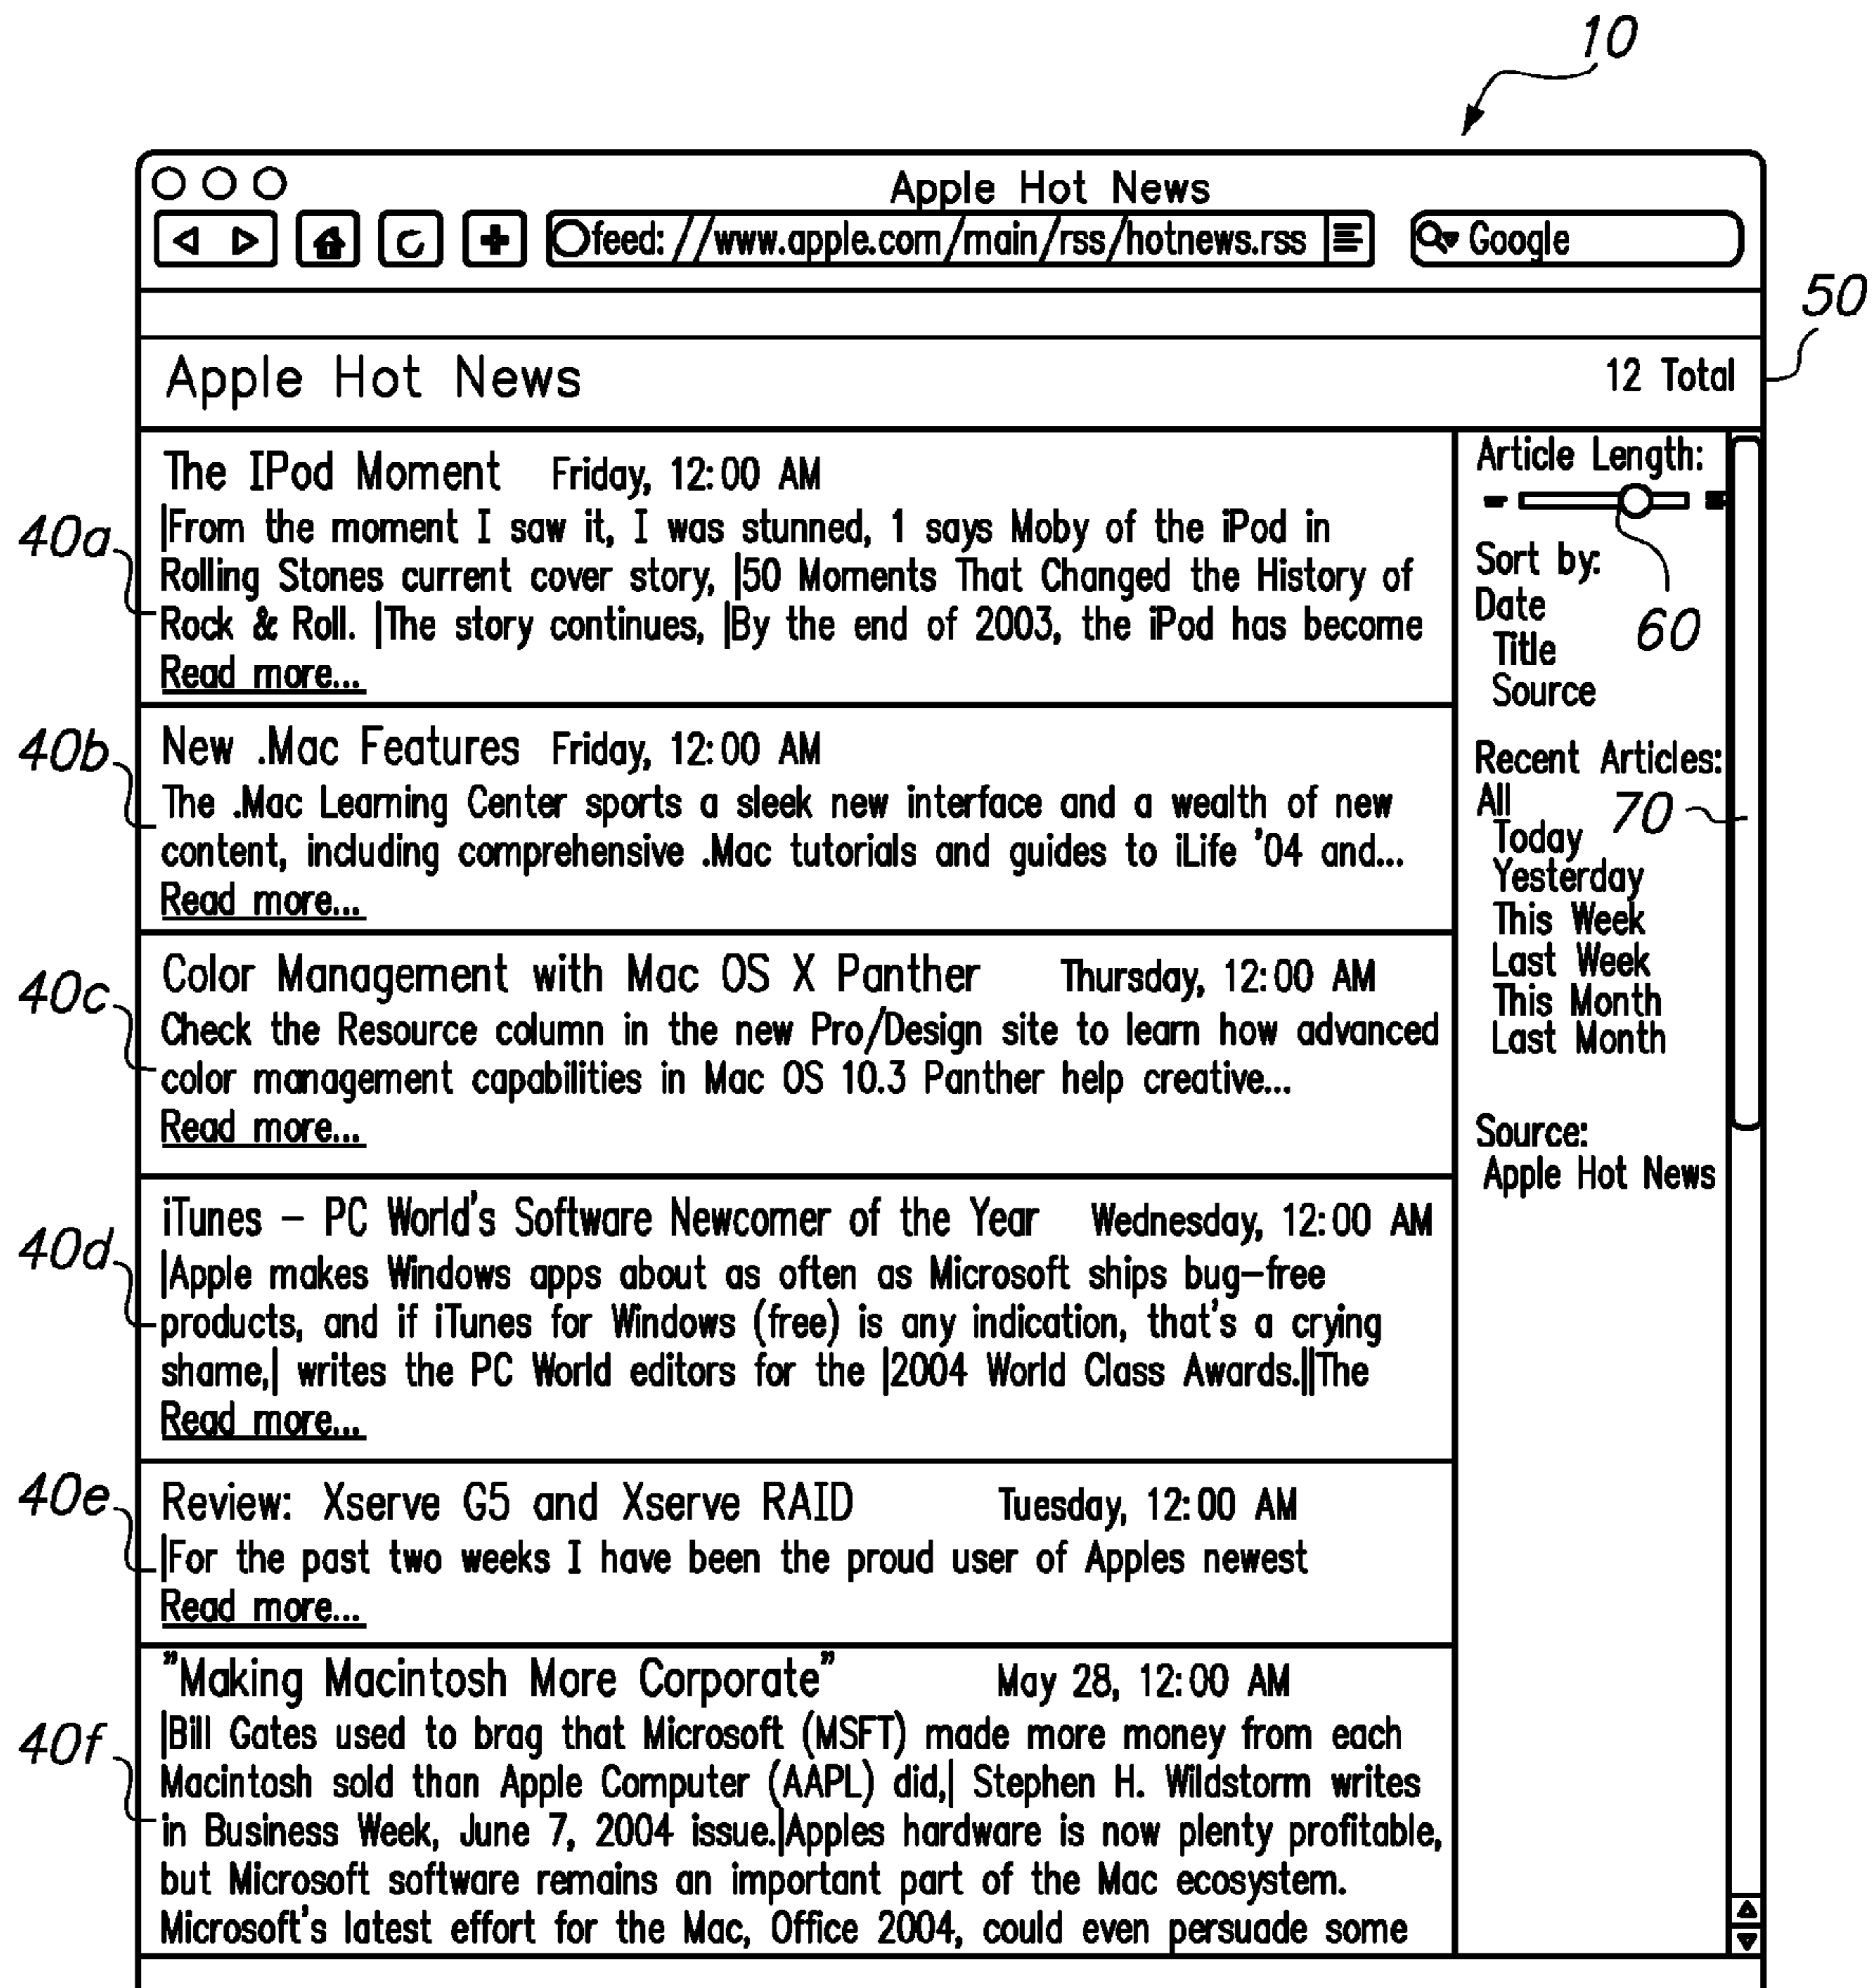 10
Apple Hot News
feed: //www.apple.com/main/rss/hotnews.rss
Google
50
Apple Hot News
12 Total
40a
The IPod Moment Friday, 12:00 AM
|From the moment I saw it, I was stunned, 1 says Moby of the iPod in
Rolling Stones current cover story, |50 Moments That Changed the History of
Rock & Roll. |The story continues, |By the end of 2003, the iPod has become
Read more...
40b
New .Mac Features Friday, 12:00 AM
The .Mac Learning Center sports a sleek new interface and a wealth of new
content, including comprehensive .Mac tutorials and guides to iLife '04 and...
Read more...
40c
Color Management with Mac OS X Panther Thursday, 12:00 AM
Check the Resource column in the new Pro/Design site to learn how advanced
color management capabilities in Mac OS 10.3 Panther help creative...
Read more...
40d
iTunes – PC World's Software Newcomer of the Year Wednesday, 12:00 AM
|Apple makes Windows apps about as often as Microsoft ships bug–free
products, and if iTunes for Windows (free) is any indication, that's a crying
shame,| writes the PC World editors for the |2004 World Class Awards.||The
Read more...
40e
Review: Xserve G5 and Xserve RAID Tuesday, 12:00 AM
|For the past two weeks I have been the proud user of Apples newest
Read more...
40f
"Making Macintosh More Corporate" May 28, 12:00 AM
|Bill Gates used to brag that Microsoft (MSFT) made more money from each
Macintosh sold than Apple Computer (AAPL) did,| Stephen H. Wildstorm writes
in Business Week, June 7, 2004 issue.|Apples hardware is now plenty profitable,
but Microsoft software remains an important part of the Mac ecosystem.
Microsoft's latest effort for the Mac, Office 2004, could even persuade some
Article Length:
60
Sort by:
Date
Title
Source
Recent Articles:
All
70
Today
Yesterday
This Week
Last Week
This Month
Last Month
Source:
Apple Hot News